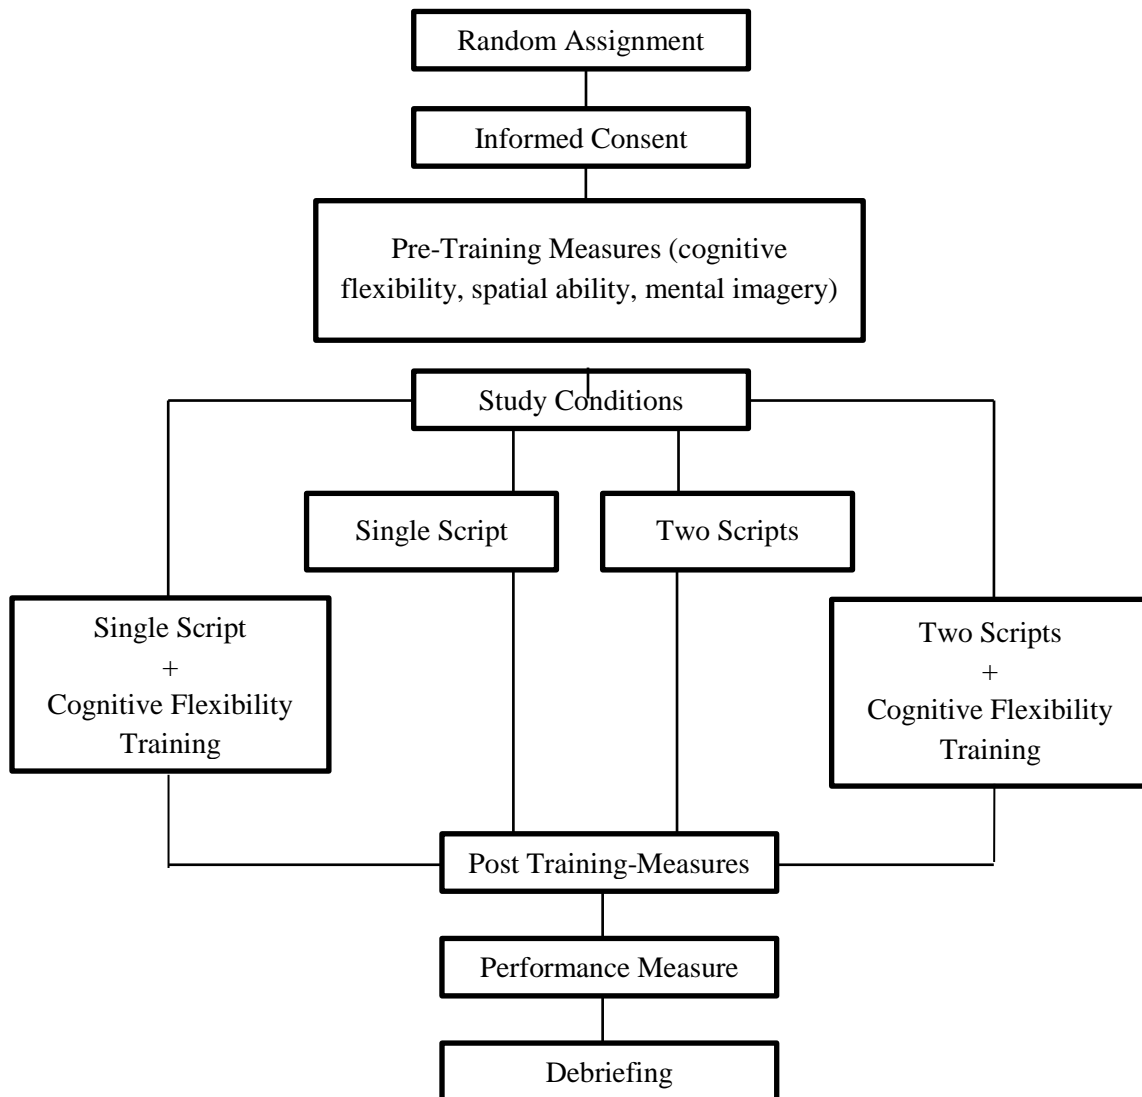 Random Assignment
Informed Consent
Pre-Training Measures (cognitive
flexibility, spatial ability, mental imagery)
Study Conditions
Single Script
Two Scripts
Single Script
+
Cognitive Flexibility
Training
Two Scripts
+
Cognitive Flexibility
Training
Post Training-Measures
Performance Measure
Debriefing